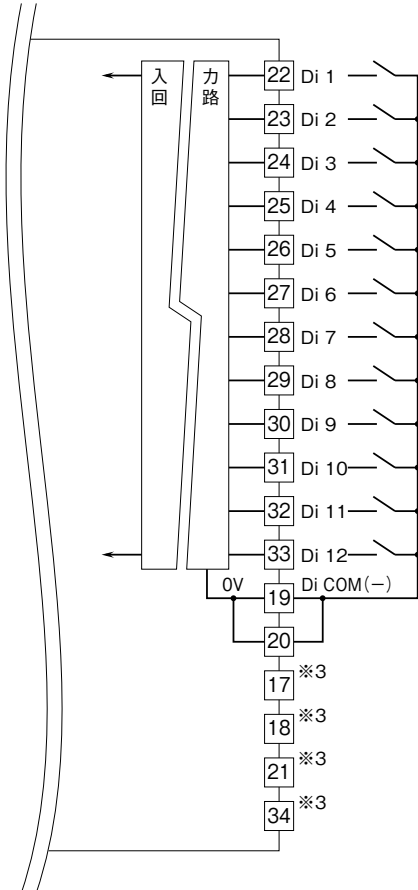 入力
回路
22 Di 1
23 Di 2
24 Di 3
25 Di 4
26 Di 5
27 Di 6
28 Di 7
29 Di 8
30 Di 9
31 Di 10
32 Di 11
33 Di 12
0V 19 Di COM(−)
20
17 ※3
18 ※3
21 ※3
34 ※3